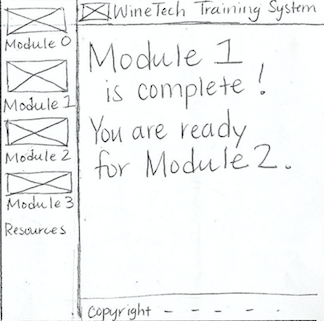 WineTech Training System
Module 0
Module 1
Module 2
Module 3
Resources
Module 1
is complete!
You are ready
for Module 2.
Copyright - - - - .